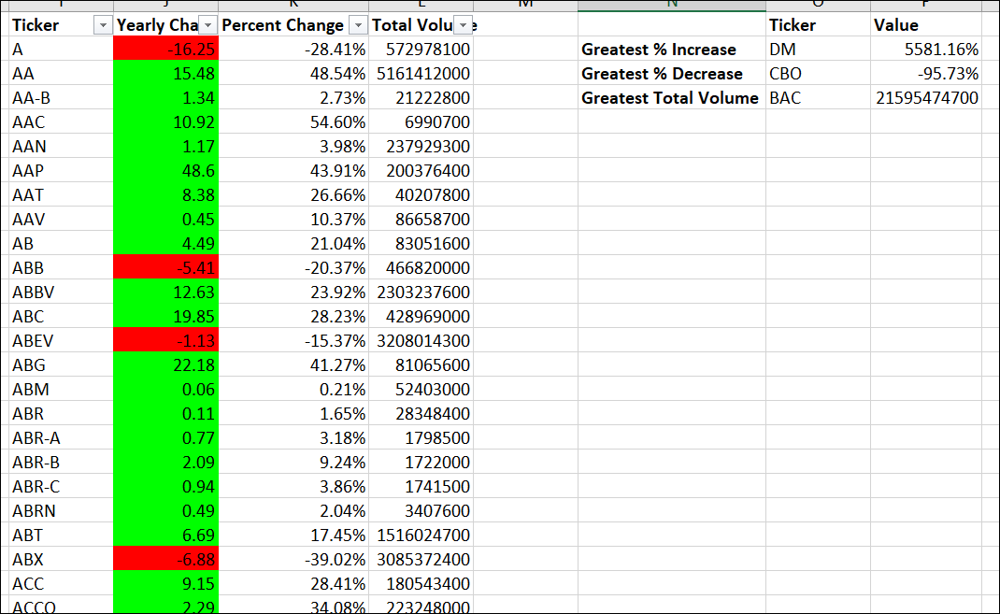 Ticker Yearly Cha Percent Change Total Volu e Ticker Value
A -16.25 -28.41% 572978100 Greatest % Increase DM 5581.16%
AA 15.48 48.54% 5161412000 Greatest % Decrease CBO -95.73%
AA-B 1.34 2.73% 21222800 Greatest Total Volume BAC 21595474700
AAC 10.92 54.60% 6990700
AAN 1.17 3.98% 237929300
AAP 48.6 43.91% 200376400
AAT 8.38 26.66% 40207800
AAV 0.45 10.37% 86658700
AB 4.49 21.04% 83051600
ABB -5.41 -20.37% 466820000
ABBV 12.63 23.92% 2303237600
ABC 19.85 28.23% 428969000
ABEV -1.13 -15.37% 3208014300
ABG 22.18 41.27% 81065600
ABM 0.06 0.21% 52403000
ABR 0.11 1.65% 28348400
ABR-A 0.77 3.18% 1798500
ABR-B 2.09 9.24% 1722000
ABR-C 0.94 3.86% 1741500
ABRN 0.49 2.04% 3407600
ABT 6.69 17.45% 1516024700
ABX -6.88 -39.02% 3085372400
ACC 9.15 28.41% 180543400
ACCO 2.29 34.08% 223248000